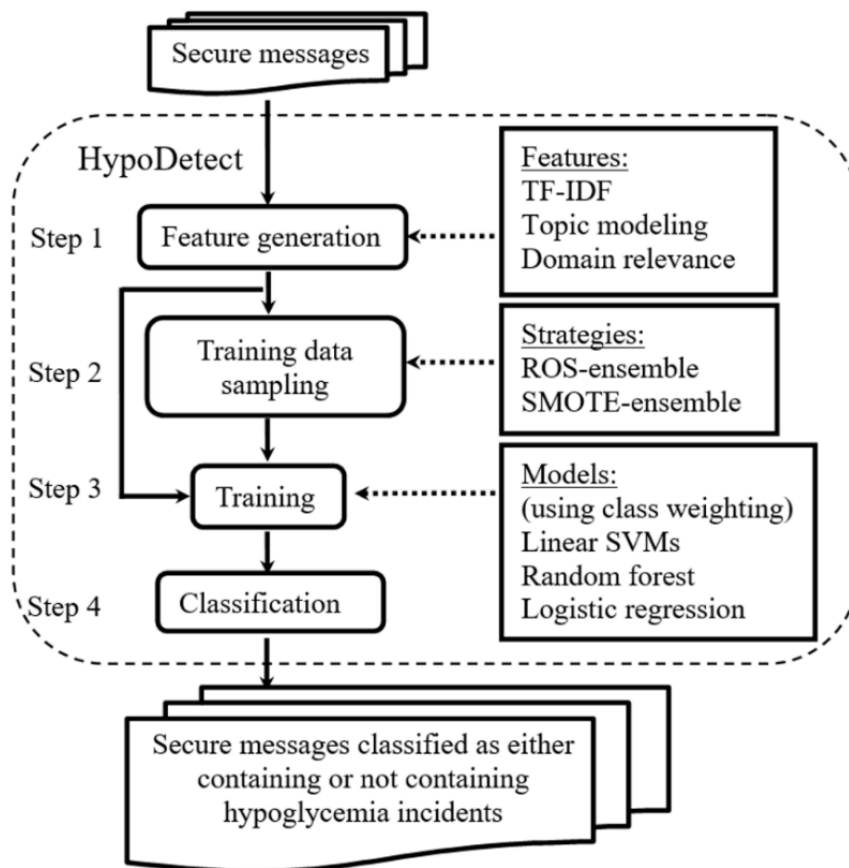 Secure messages
HypoDetect
Step 1
Feature generation
Features:
TF-IDF
Topic modeling
Domain relevance
Step 2
Training data
sampling
Strategies:
ROS-ensemble
SMOTE-ensemble
Step 3
Training
Models:
(using class weighting)
Linear SVMs
Random forest
Logistic regression
Step 4
Classification
Secure messages classified as either
containing or not containing
hypoglycemia incidents